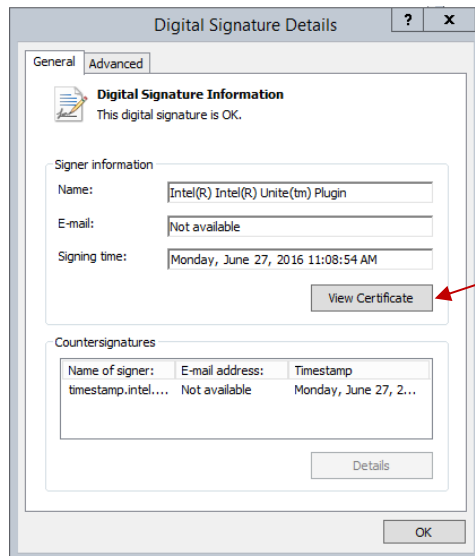 Digital Signature Details ? x
General Advanced
Digital Signature Information
This digital signature is OK.
Signer information
Name: Intel(R) Intel(R) Unite(tm) Plugin
E-mail: Not available
Signing time: Monday, June 27, 2016 11:08:54 AM
View Certificate
Countersignatures
Name of signer: E-mail address: Timestamp
timestamp.intel.... Not available Monday, June 27, 2...
Details
OK